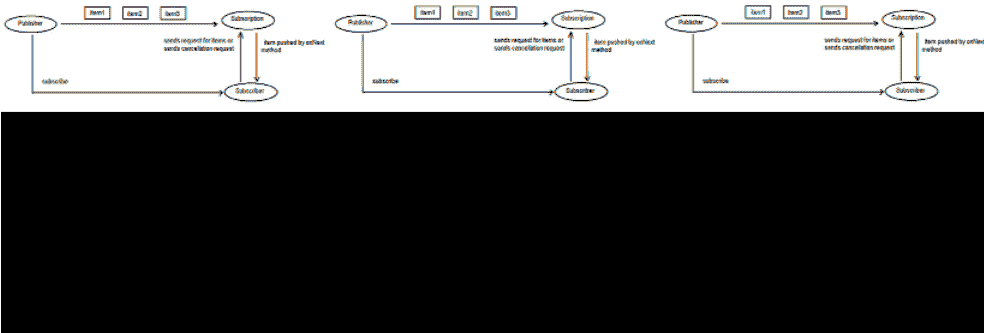 item1 item2 item3
Publisher
Subscription
sends request for items or
sends cancellation request
item pushed by onNext
method
subscribe
Subscriber
item1 item2 item3
Publisher
Subscription
sends request for items or
sends cancellation request
item pushed by onNext
method
subscribe
Subscriber
item1 item2 item3
Publisher
Subscription
sends request for items or
sends cancellation request
item pushed by onNext
method
subscribe
Subscriber